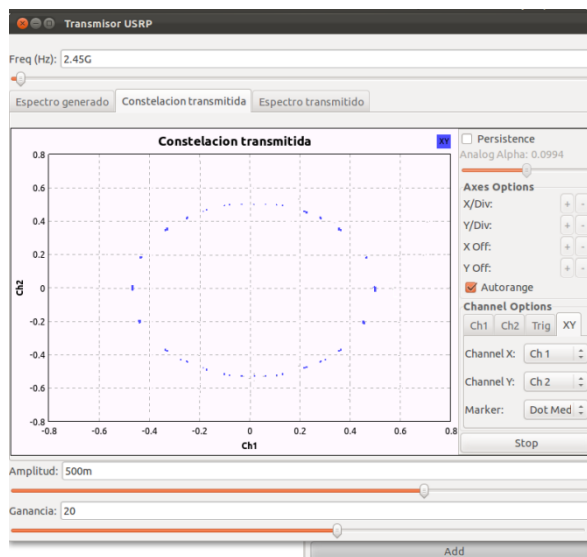 Transmisor USRP
Freq (Hz): 2.45G
Espectro generado Constelacion transmitida Espectro transmitido
Constelacion transmitida XY
Persistence
Analog Alpha: 0.0994
Axes Options
X/Div: + -
Y/Div: + -
X Off: + -
Y Off: + -
Autorange
Channel Options
Ch1 Ch2 Trig XY
Channel X: Ch 1
Channel Y: Ch 2
Marker: Dot Med
Stop
Ch2
0.8
0.6
0.4
0.2
0
-0.2
-0.4
-0.6
-0.8
-0.8 -0.6 -0.4 -0.2 0 0.2 0.4 0.6 0.8
Ch1
Amplitud: 500m
Ganancia: 20
Add